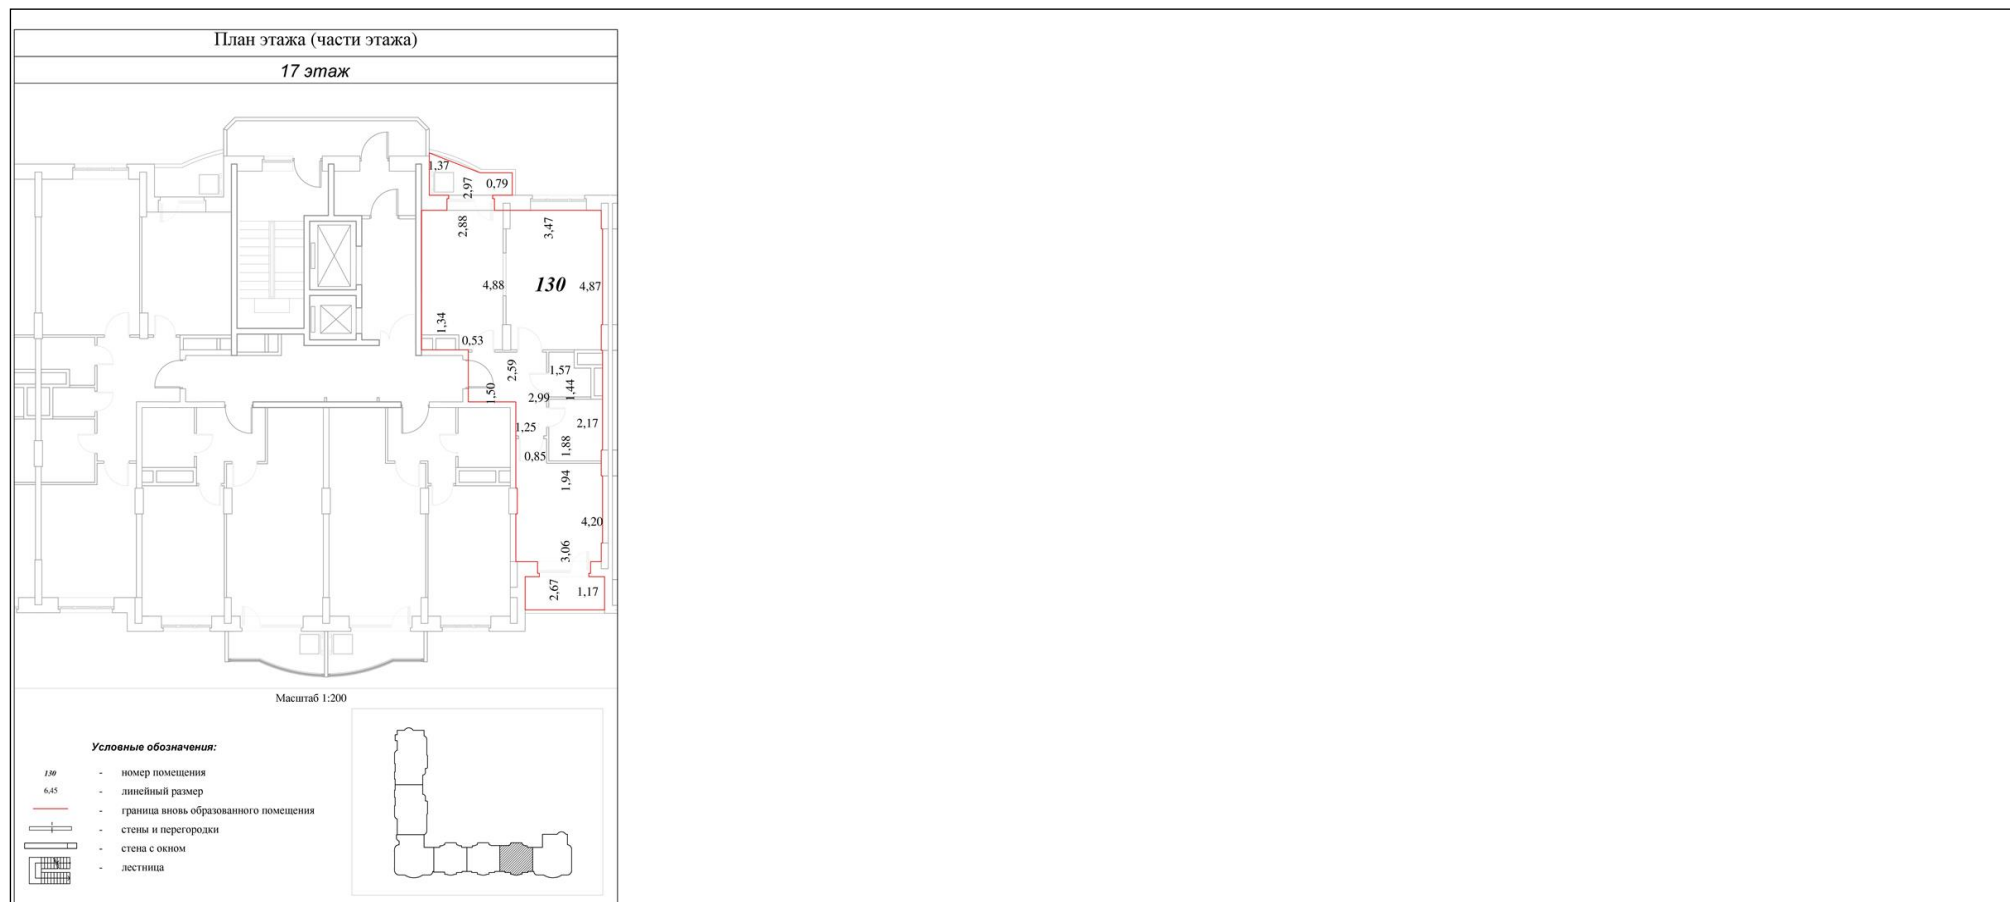 План этажа (части этажа)
17 этаж
1,37
2,97
0,79
2,88
3,47
4,88
130
4,87
1,34
0,53
2,59
1,57
1,50
1,44
2,99
1,25
2,17
1,88
0,85
1,94
4,20
3,06
2,67
1,17
Масштаб 1:200
Условные обозначения:
130 - номер помещения
6,45 - линейный размер
- граница вновь образованного помещения
- стены и перегородки
- стена с окном
- лестница